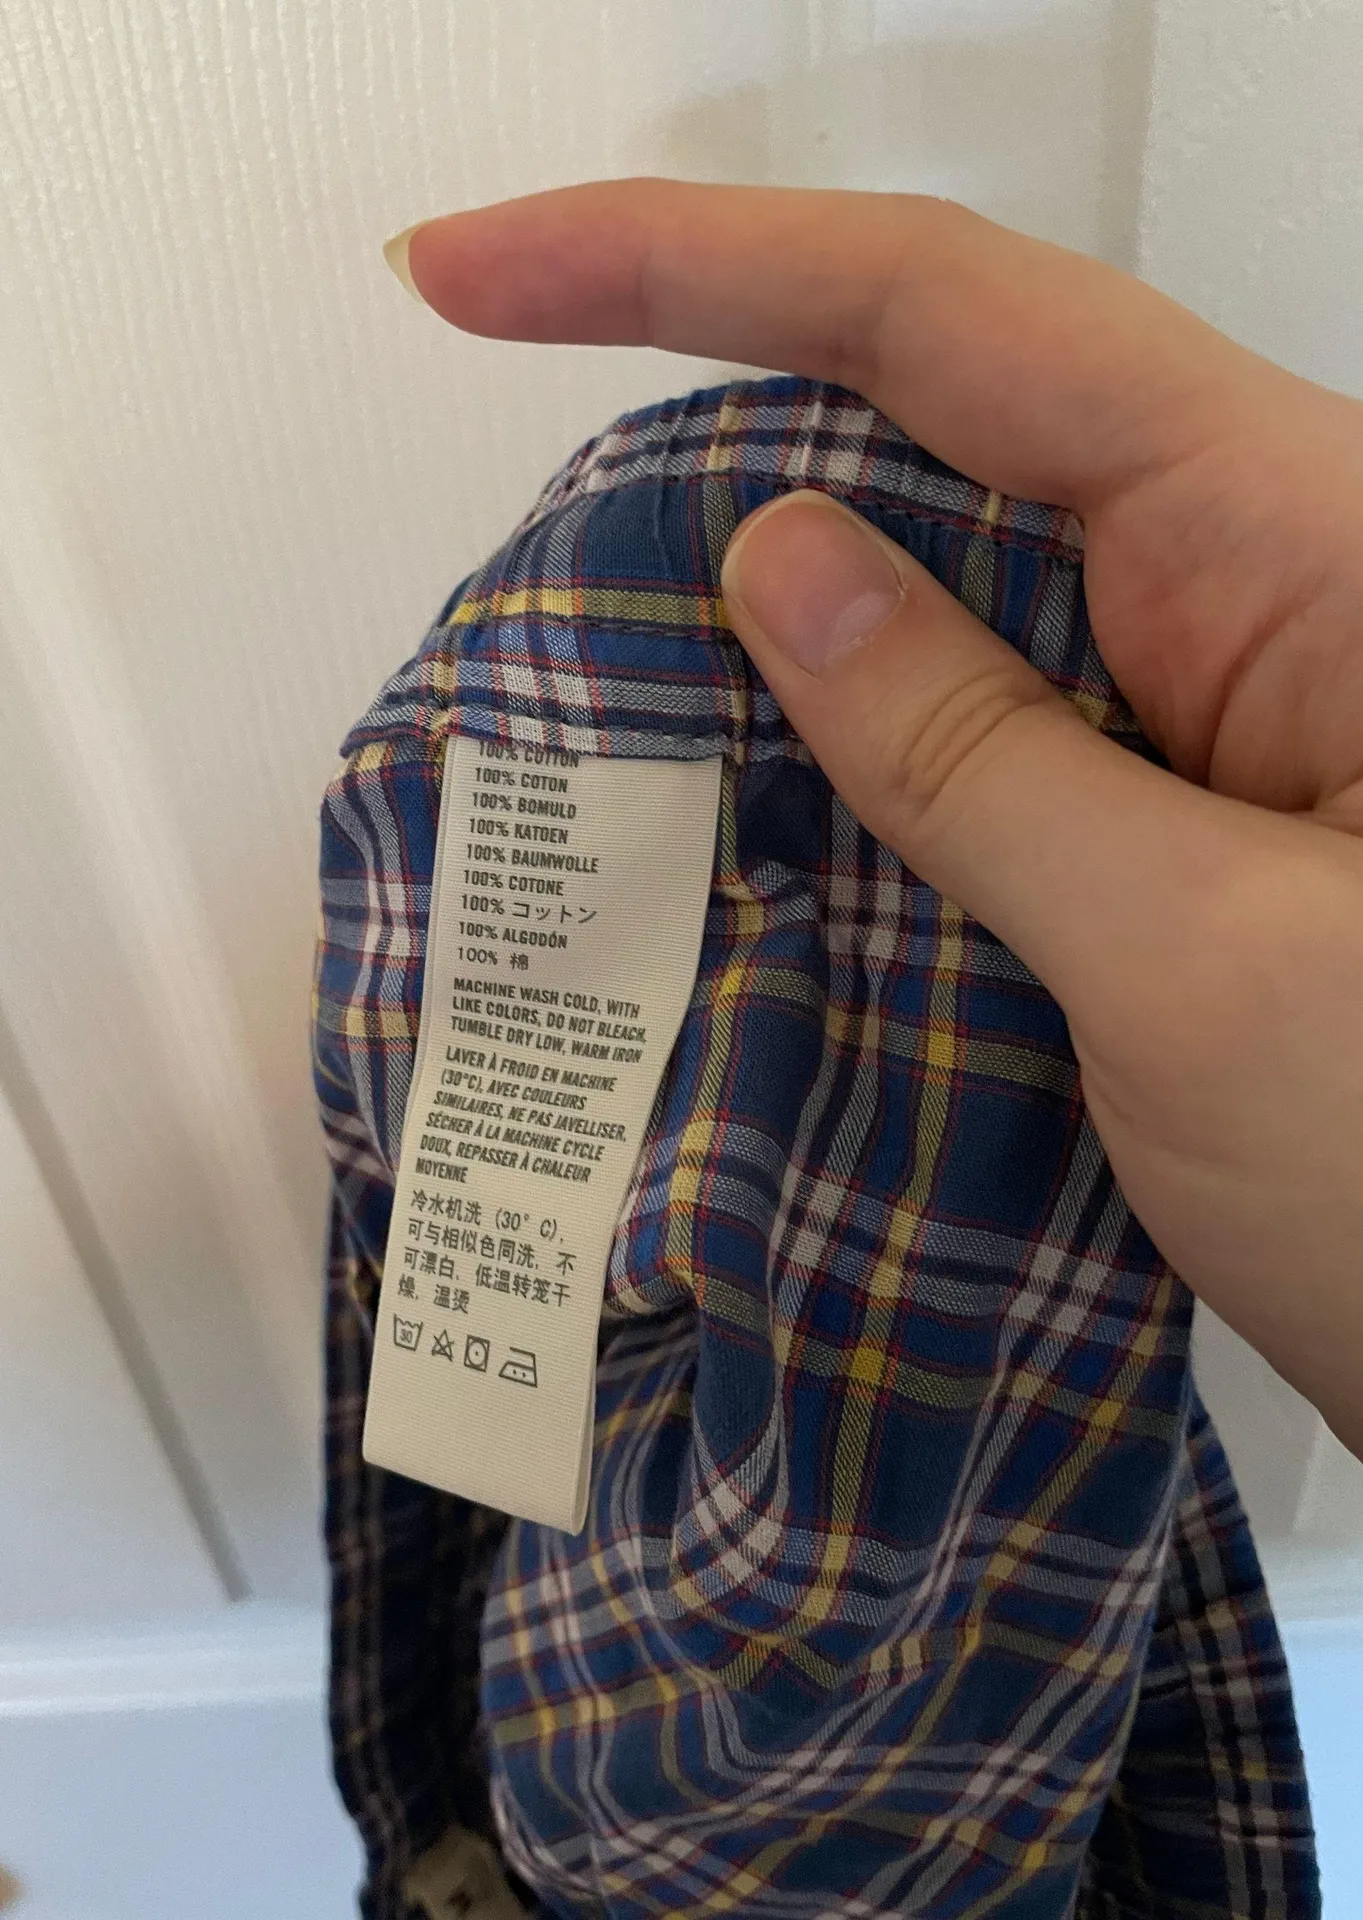 100% COTTON
100% COTON
100% BOMULD
100% KATOEN
100% BAUMWOLLE
100% COTONE
100% コットン
100% ALGODÓN
100% 棉
MACHINE WASH COLD, WITH
LIKE COLORS, DO NOT BLEACH,
TUMBLE DRY LOW, WARM IRON
LAVER À FROID EN MACHINE
(30°C), AVEC COULEURS
SIMILAIRES, NE PAS JAVELLISER,
SÉCHER À LA MACHINE CYCLE
DOUX, REPASSER À CHALEUR
MOYENNE
冷水机洗 (30° C),
可与相似色同洗, 不
可漂白, 低温转笼干
燥, 温烫
30